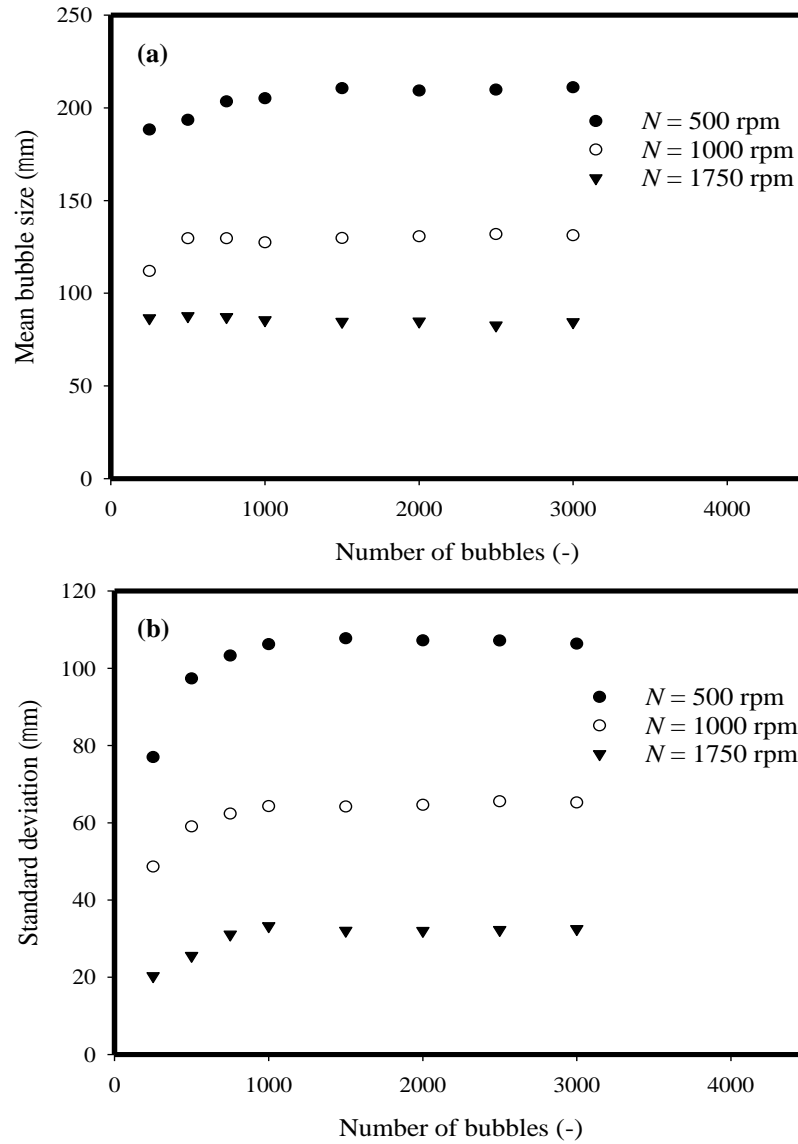 250
(a)
200
N = 500 rpm
N = 1000 rpm
150
N = 1750 rpm
Mean bubble size (mm)
100
50
0
0 1000 2000 3000 4000
Number of bubbles (-)
120
(b)
100
N = 500 rpm
N = 1000 rpm
80
N = 1750 rpm
Standard deviation (mm)
60
40
20
0
0 1000 2000 3000 4000
Number of bubbles (-)